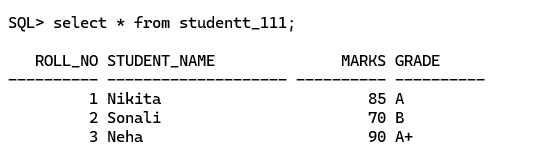 SQL> select * from studentt_111;
ROLL_NO STUDENT_NAME MARKS GRADE
---------- -------------------- ---------- ----------
1 Nikita 85 A
2 Sonali 70 B
3 Neha 90 A+